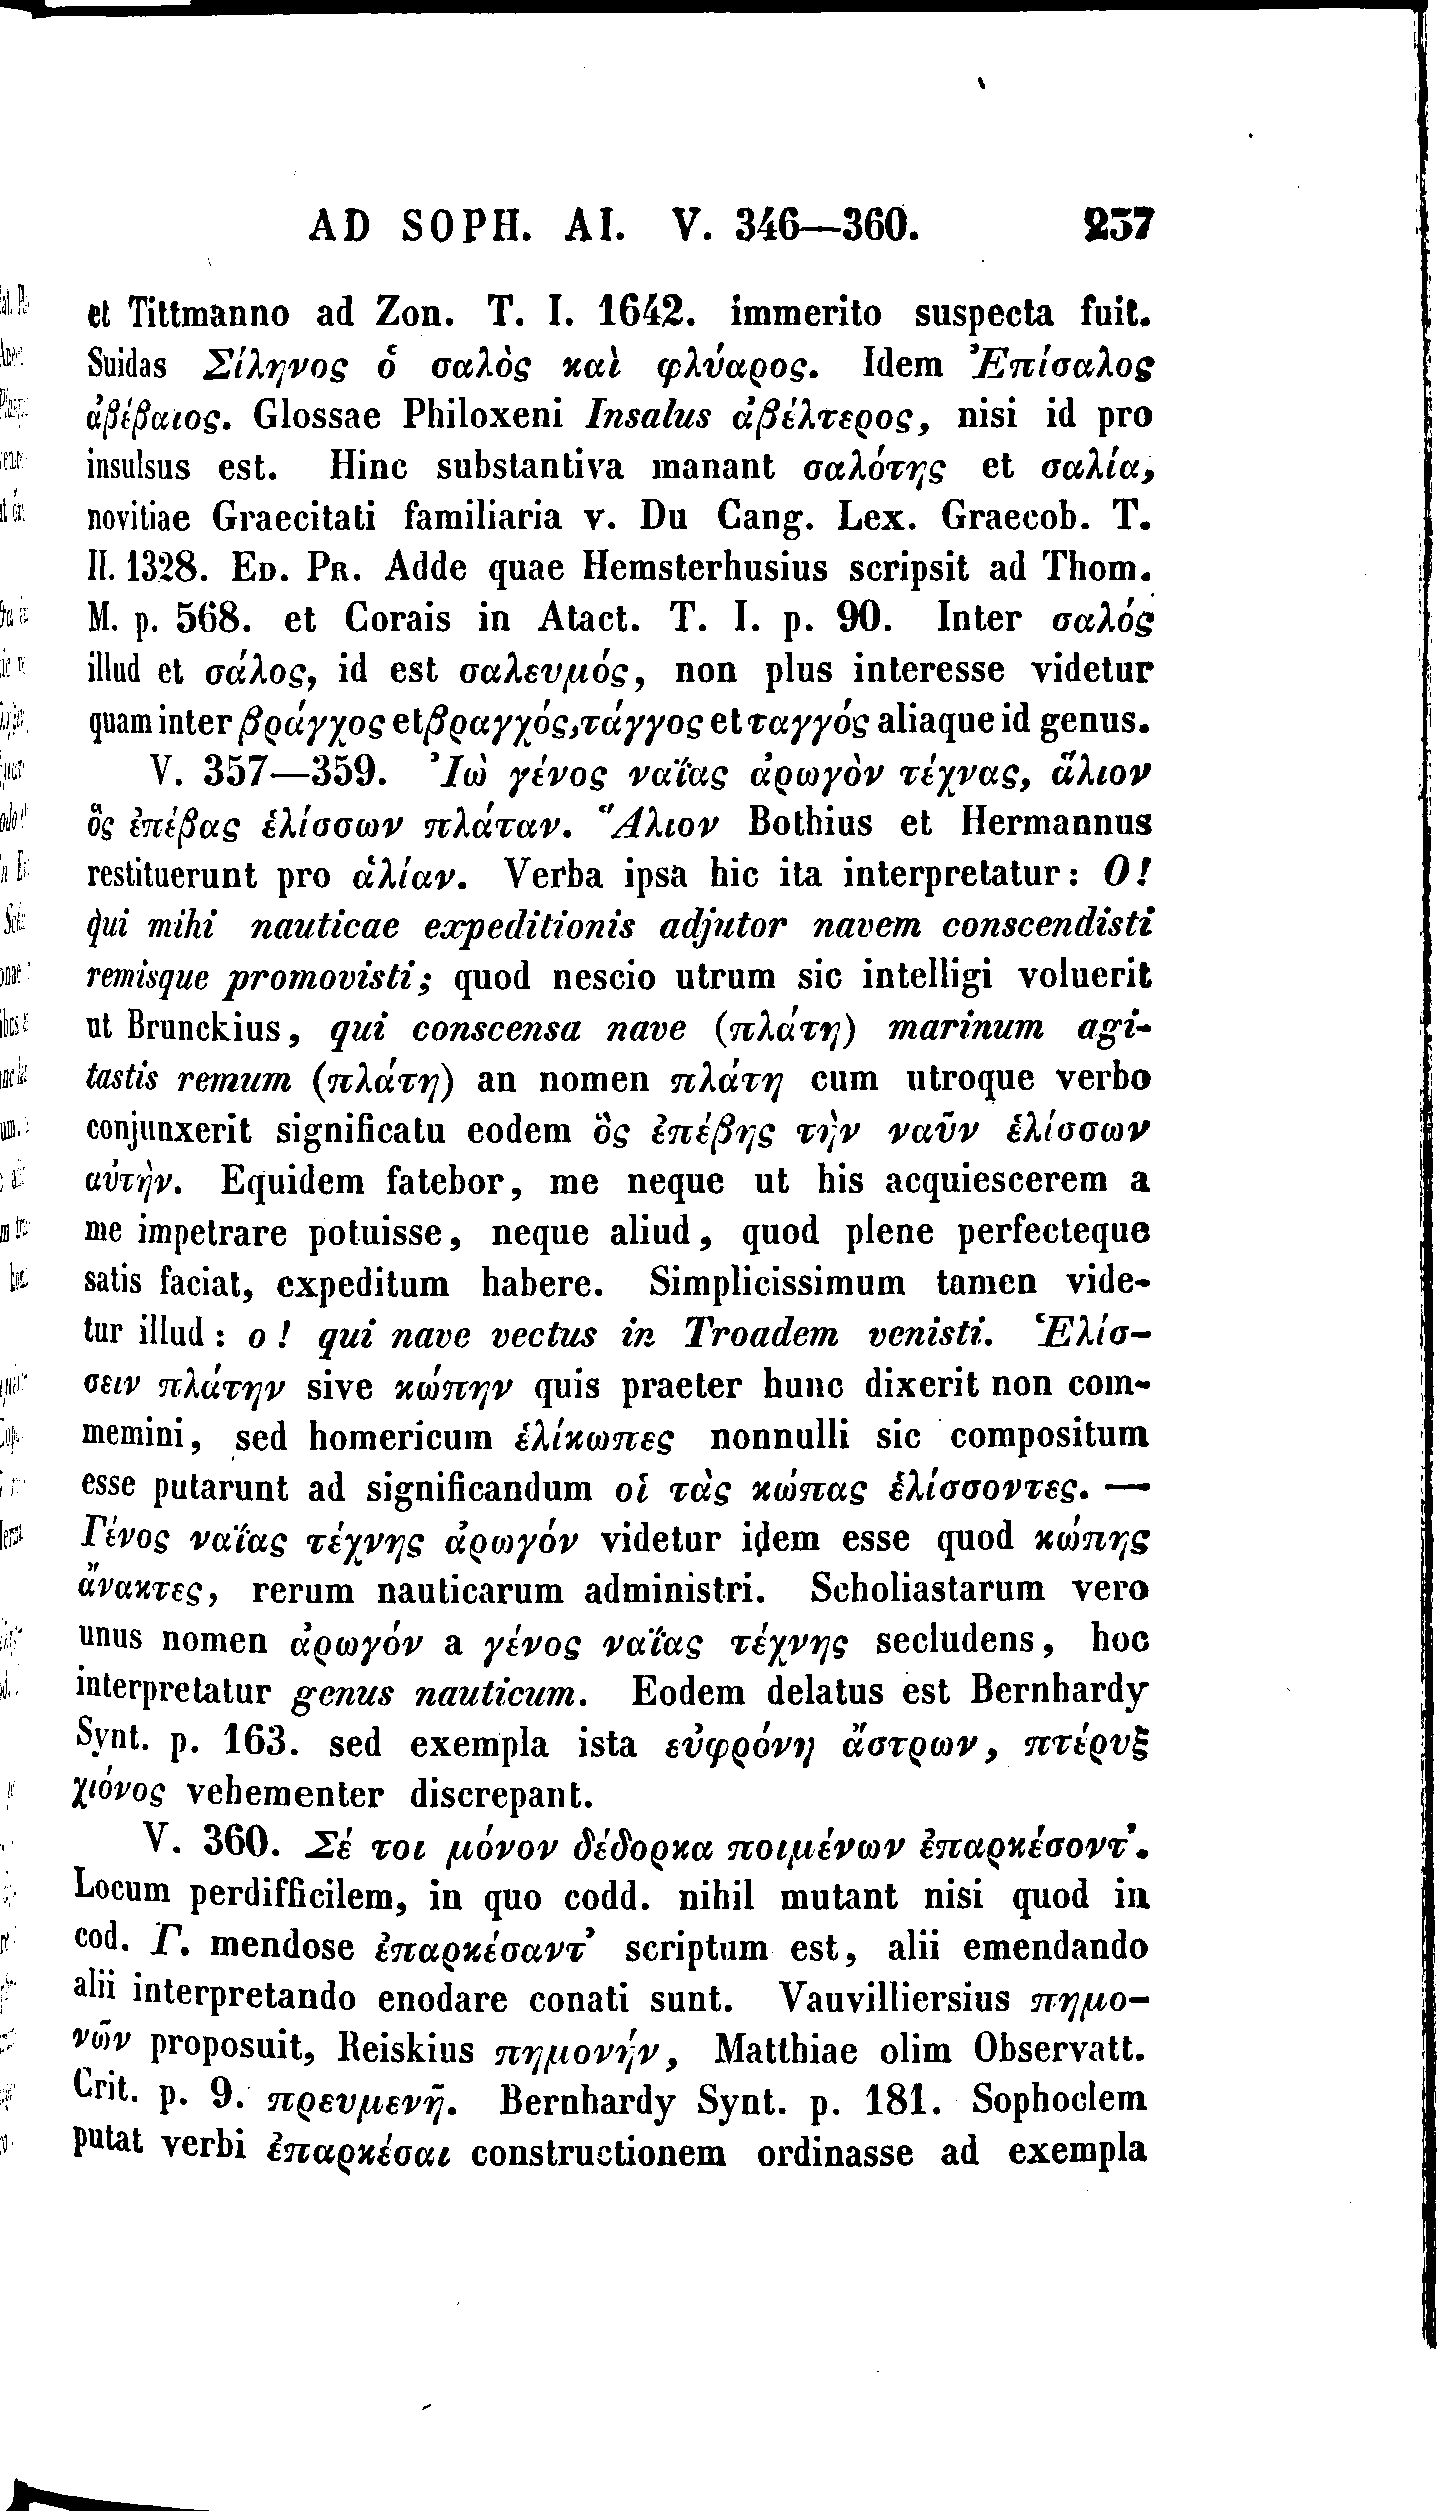 AD SOPH. AI. V. 346—360. 237
et Tittmanno ad Zon. T. I. 1642. immerito suspecta fuit.
Suidas Σίληνος ὁ σαλὸς καὶ φλύαρος. Idem Ἐπίσαλος
ἀβέβαιος. Glossae Philoxeni Insalus ἀβέλτερος, nisi id pro
insulsus est. Hinc substantiva manant σαλότης et σαλία,
novitiae Graecitati familiaria v. Du Cang. Lex. Graecob. T.
II. 1328. ED. PR. Adde quae Hemsterhusius scripsit ad Thom.
M. p. 568. et Corais in Atact. T. I. p. 90. Inter σαλός
illud et σάλος, id est σαλευμός, non plus interesse videtur
quam inter βράγχος et βραγχός, τάγγος et ταγγός aliaque id genus.
V. 357—359. Ἰὼ γένος ναΐας ἀρωγὸν τέχνας, ἅλιον
ὃς ἐπέβας ἑλίσσων πλάταν. Ἅλιον Bothius et Hermannus
restituerunt pro ἁλίαν. Verba ipsa hic ita interpretatur: O!
qui mihi nauticae expeditionis adjutor navem conscendisti
remisque promovisti; quod nescio utrum sic intelligi voluerit
ut Brunckius, qui conscensa nave (πλάτῃ) marinum agi-
tastis remum (πλάτη) an nomen πλάτη cum utroque verbo
conjunxerit significatu eodem ὃς ἐπέβης τὴν ναῦν ἑλίσσων
αὐτὴν. Equidem fatebor, me neque ut his acquiescerem a
me impetrare potuisse, neque aliud, quod plene perfecteque
satis faciat, expeditum habere. Simplicissimum tamen vide-
tur illud: o! qui nave vectus in Troadem venisti. Ἑλίσ-
σειν πλάτην sive κώπην quis praeter hunc dixerit non com-
memini, sed homericum ἑλίκωπες nonnulli sic compositum
esse putarunt ad significandum οἱ τὰς κώπας ἑλίσσοντες. —
Γένος ναΐας τέχνης ἀρωγόν videtur idem esse quod κώπης
ἄνακτες, rerum nauticarum administri. Scholiastarum vero
unus nomen ἀρωγόν a γένος ναΐας τέχνης secludens, hoc
interpretatur genus nauticum. Eodem delatus est Bernhardy
Synt. p. 163. sed exempla ista εὐφρόνη ἄστρων, πτέρυξ
χιόνος vehementer discrepant.
V. 360. Σέ τοι μόνον δέδορκα ποιμένων ἐπαρκέσοντ'.
Locum perdifficilem, in quo codd. nihil mutant nisi quod in
cod. Γ. mendose ἐπαρκέσαντ' scriptum est, alii emendando
alii interpretando enodare conati sunt. Vauvilliersius πημο-
νῶν proposuit, Reiskius πημονήν, Matthiae olim Observatt.
Crit. p. 9. πρευμενῆ. Bernhardy Synt. p. 181. Sophoclem
putat verbi ἐπαρκέσαι constructionem ordinasse ad exempla